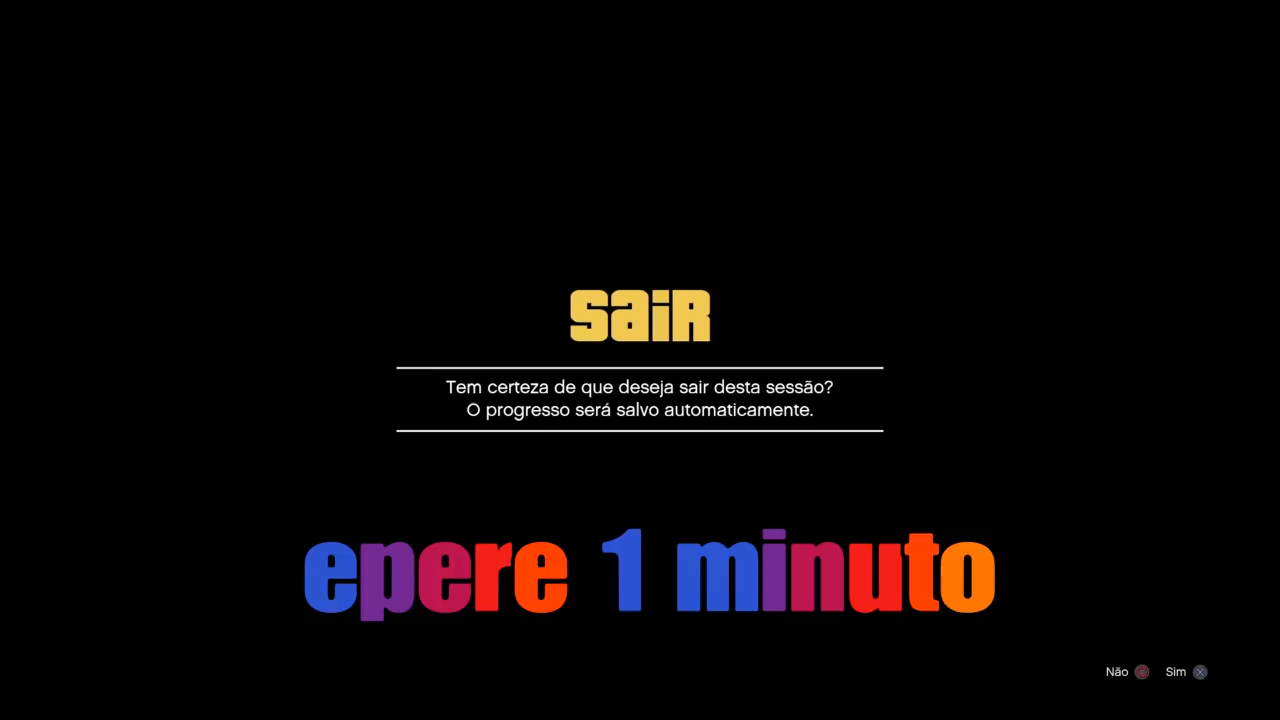 saiR
Tem certeza de que deseja sair desta sessão?
O progresso será salvo automaticamente.
epere 1 minuto
Não Sim